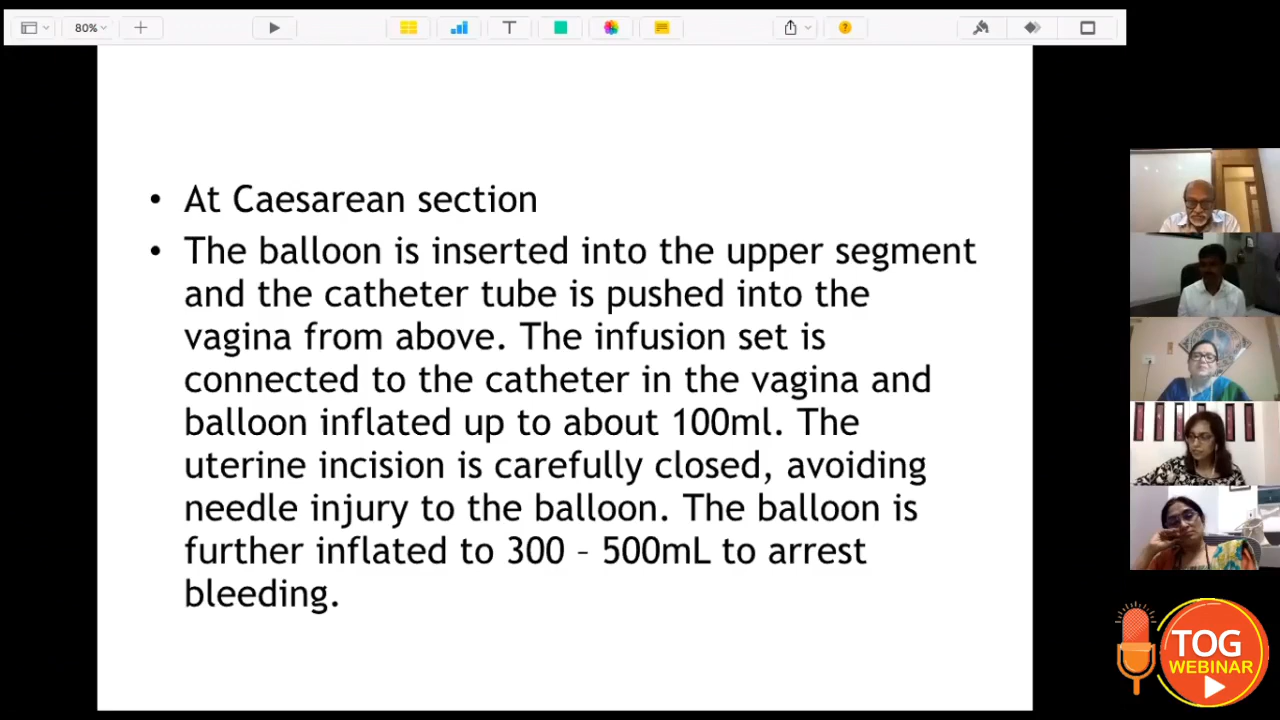 80%
• At Caesarean section
• The balloon is inserted into the upper segment
and the catheter tube is pushed into the
vagina from above. The infusion set is
connected to the catheter in the vagina and
balloon inflated up to about 100ml. The
uterine incision is carefully closed, avoiding
needle injury to the balloon. The balloon is
further inflated to 300 – 500mL to arrest
bleeding.
TOG
WEBINAR